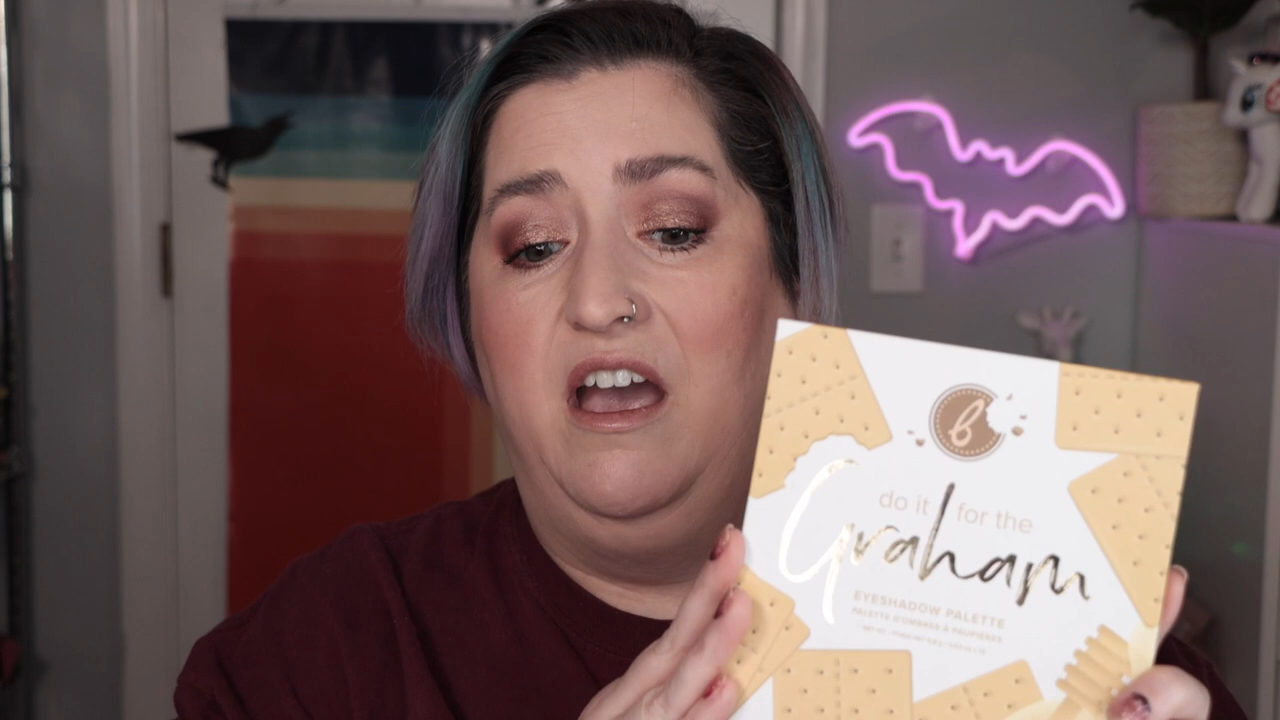 b
do it for the
Graham
EYESHADOW PALETTE
PALETTE D'OMBRES À PAUPIÈRES